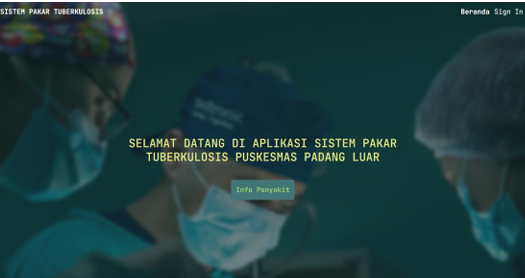 SISTEM PAKAR TUBERKULOSIS
Beranda Sign In
SELAMAT DATANG DI APLIKASI SISTEM PAKAR
TUBERKULOSIS PUSKESMAS PADANG LUAR
Info Penyakit